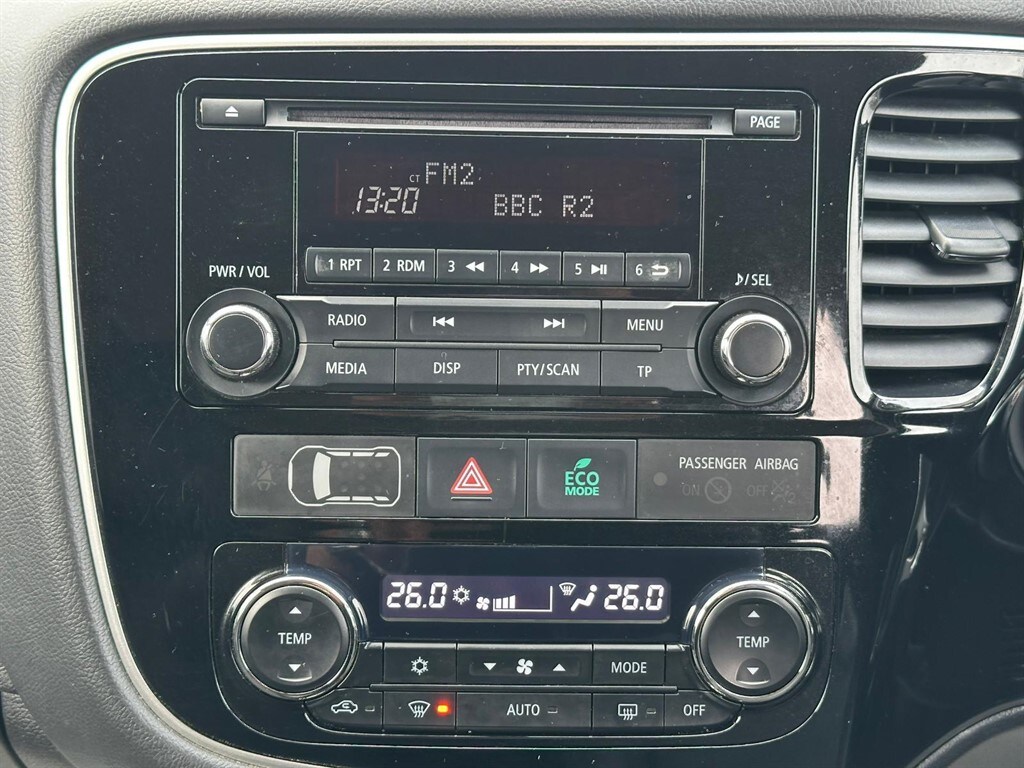 PAGE
CT FM2
13:20 BBC R2
1 RPT 2 RDM 3 4 5 6
PWR / VOL
/SEL
RADIO MENU
MEDIA DISP PTY/SCAN TP
PASSENGER AIRBAG
ON OFF
ECO
MODE
26.0 26.0
TEMP TEMP
MODE
AUTO OFF